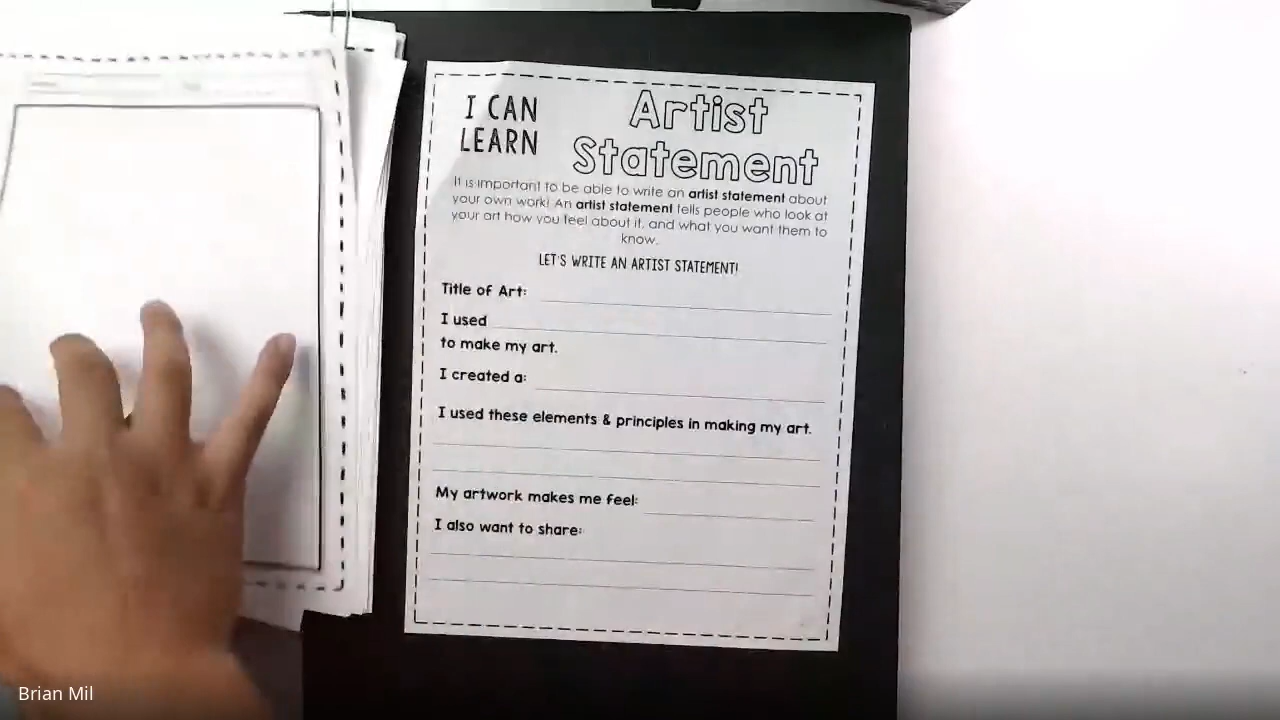 I CAN
LEARN
Artist
Statement
It is important to be able to write an artist statement about
your own work! An artist statement tells people who look at
your art how you feel about it, and what you want them to
know.
LET'S WRITE AN ARTIST STATEMENT!
Title of Art:
I used
to make my art.
I created a:
I used these elements & principles in making my art.
My artwork makes me feel:
I also want to share:
Brian Mil